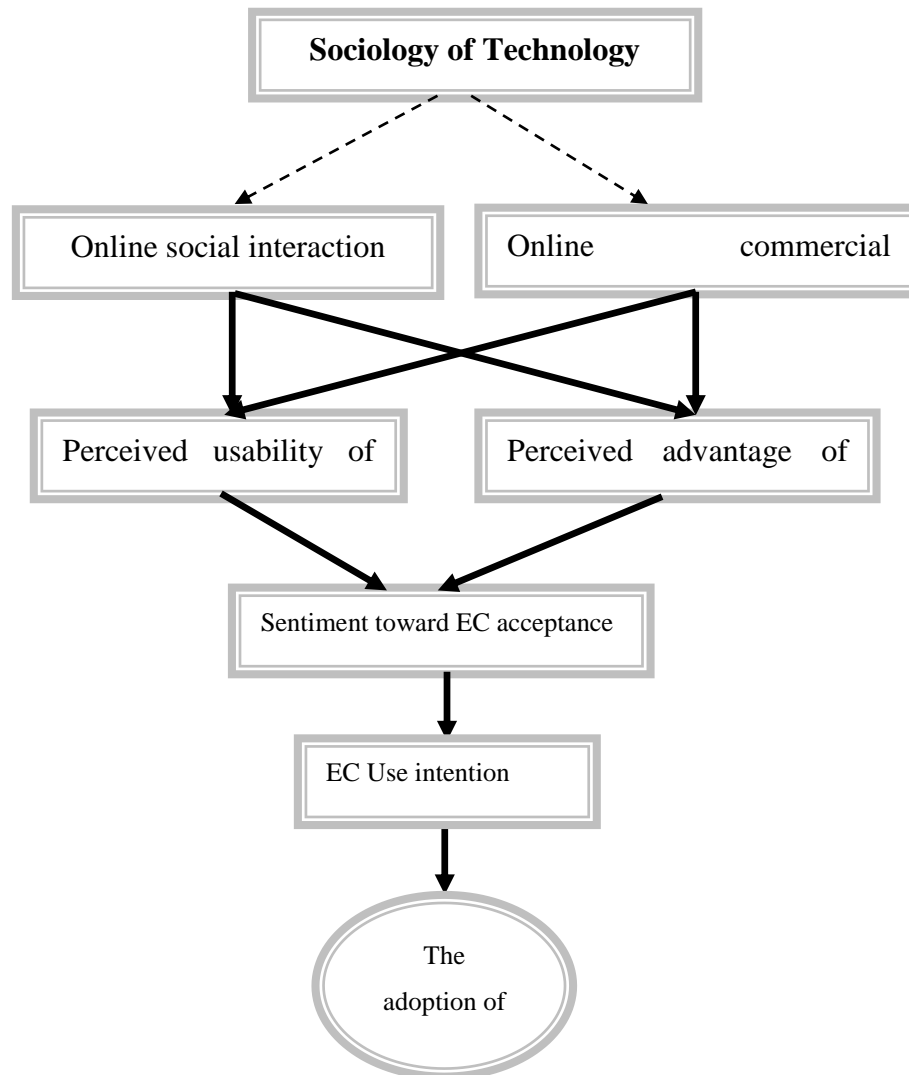 Sociology of Technology
Online social interaction
Online commercial
Perceived usability of
Perceived advantage of
Sentiment toward EC acceptance
EC Use intention
The
adoption of